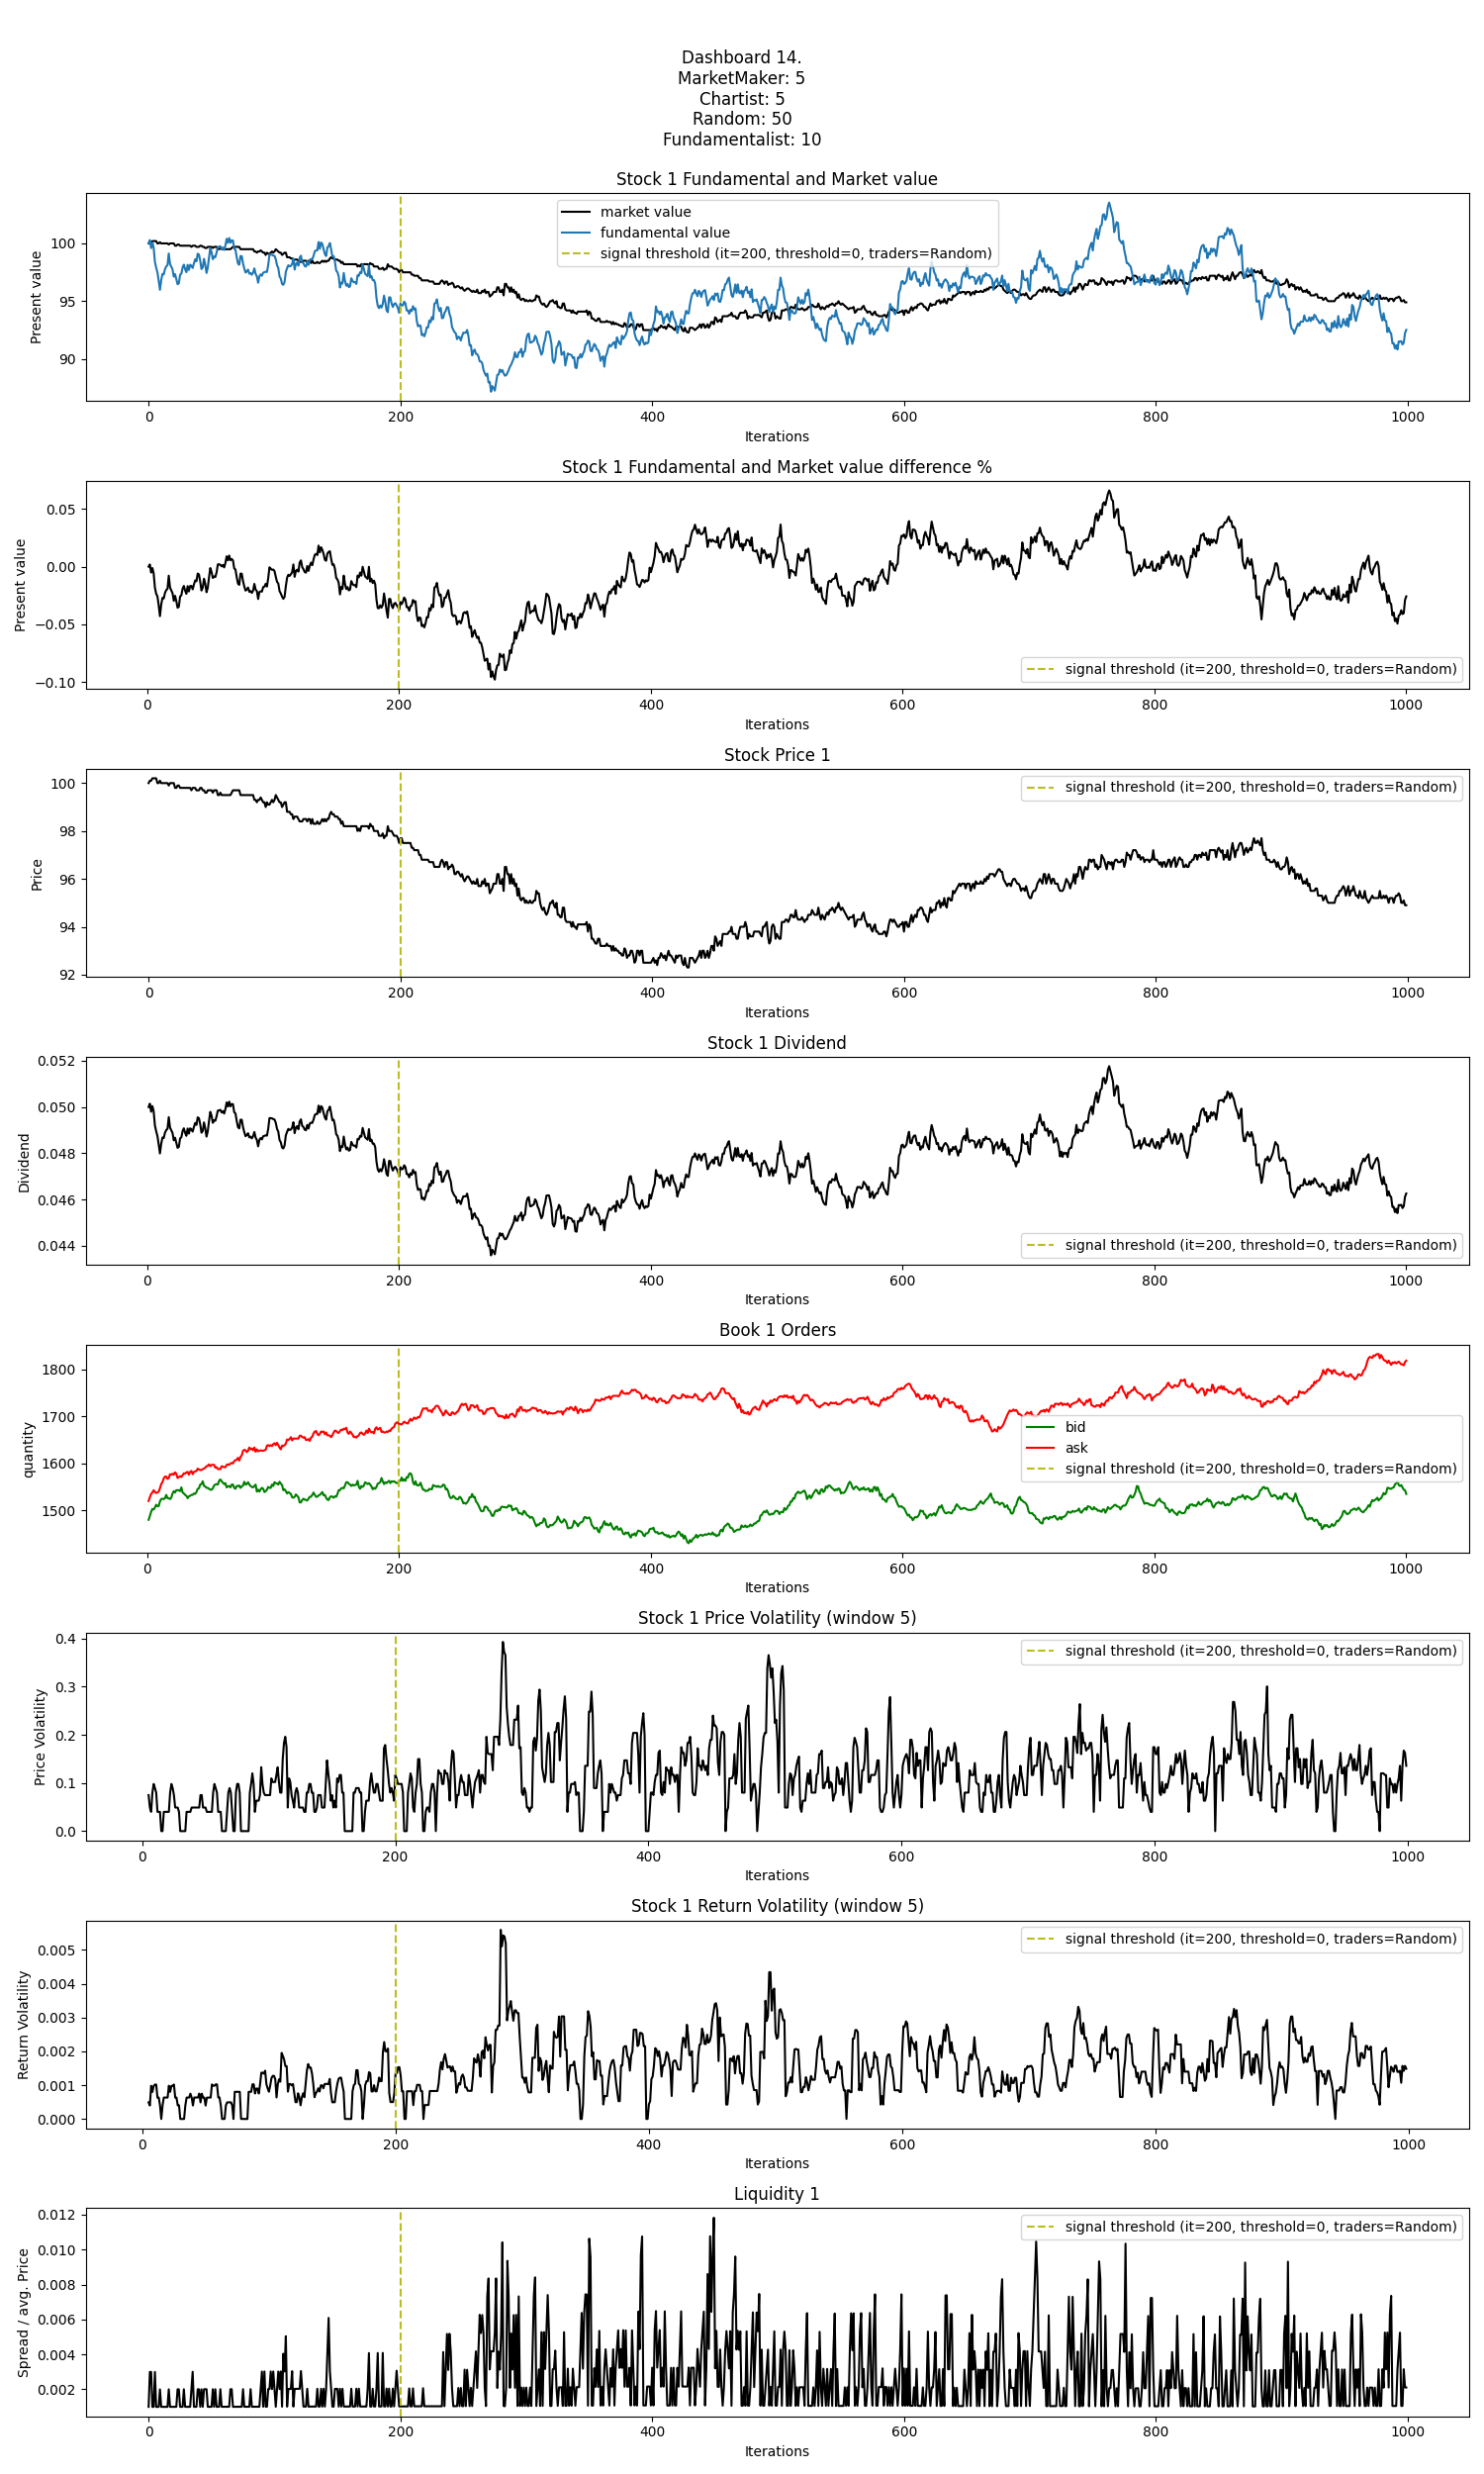 Dashboard 14.
MarketMaker: 5
Chartist: 5
Random: 50
Fundamentalist: 10
Stock 1 Fundamental and Market value
market value
fundamental value
signal threshold (it=200, threshold=0, traders=Random)
Present value
100
95
90
0 200 400 600 800 1000
Iterations
Stock 1 Fundamental and Market value difference %
Present value
0.05
0.00
−0.05
−0.10
signal threshold (it=200, threshold=0, traders=Random)
0 200 400 600 800 1000
Iterations
Stock Price 1
signal threshold (it=200, threshold=0, traders=Random)
Price
100
98
96
94
92
0 200 400 600 800 1000
Iterations
Stock 1 Dividend
Dividend
0.052
0.050
0.048
0.046
0.044
signal threshold (it=200, threshold=0, traders=Random)
0 200 400 600 800 1000
Iterations
Book 1 Orders
quantity
1800
1700
1600
1500
bid
ask
signal threshold (it=200, threshold=0, traders=Random)
0 200 400 600 800 1000
Iterations
Stock 1 Price Volatility (window 5)
signal threshold (it=200, threshold=0, traders=Random)
Price Volatility
0.4
0.3
0.2
0.1
0.0
0 200 400 600 800 1000
Iterations
Stock 1 Return Volatility (window 5)
signal threshold (it=200, threshold=0, traders=Random)
Return Volatility
0.005
0.004
0.003
0.002
0.001
0.000
0 200 400 600 800 1000
Iterations
Liquidity 1
signal threshold (it=200, threshold=0, traders=Random)
Spread / avg. Price
0.012
0.010
0.008
0.006
0.004
0.002
0 200 400 600 800 1000
Iterations